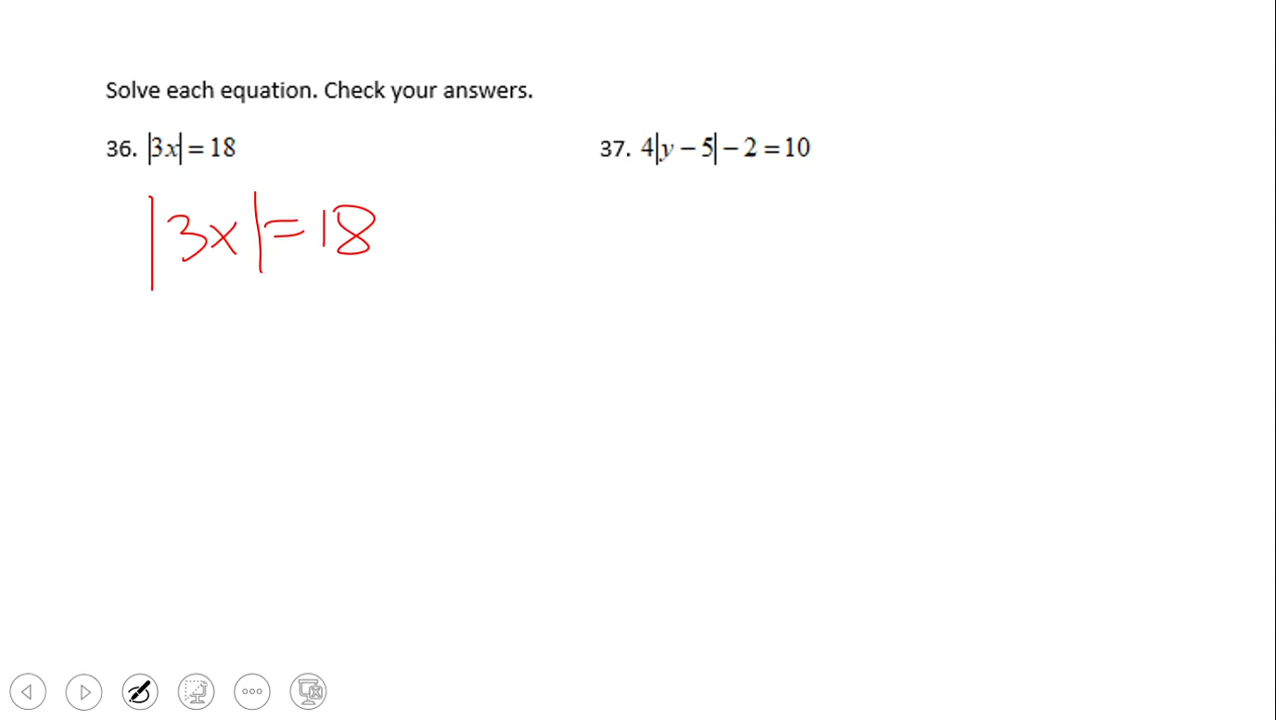 Solve each equation. Check your answers.
36. |3x| = 18
37. 4|y − 5| − 2 = 10
|3x| = 18